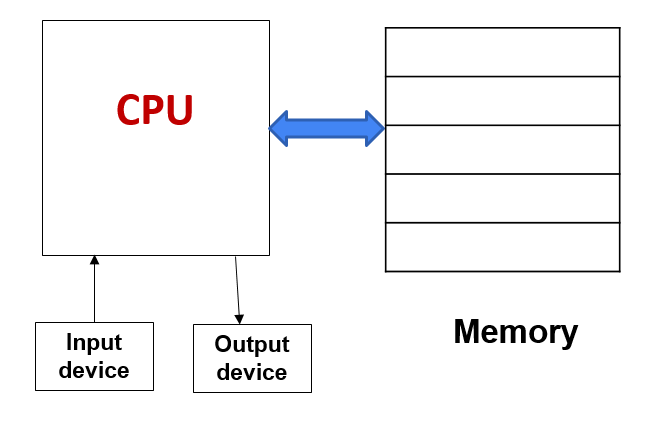 CPU
Memory
Input
device
Output
device